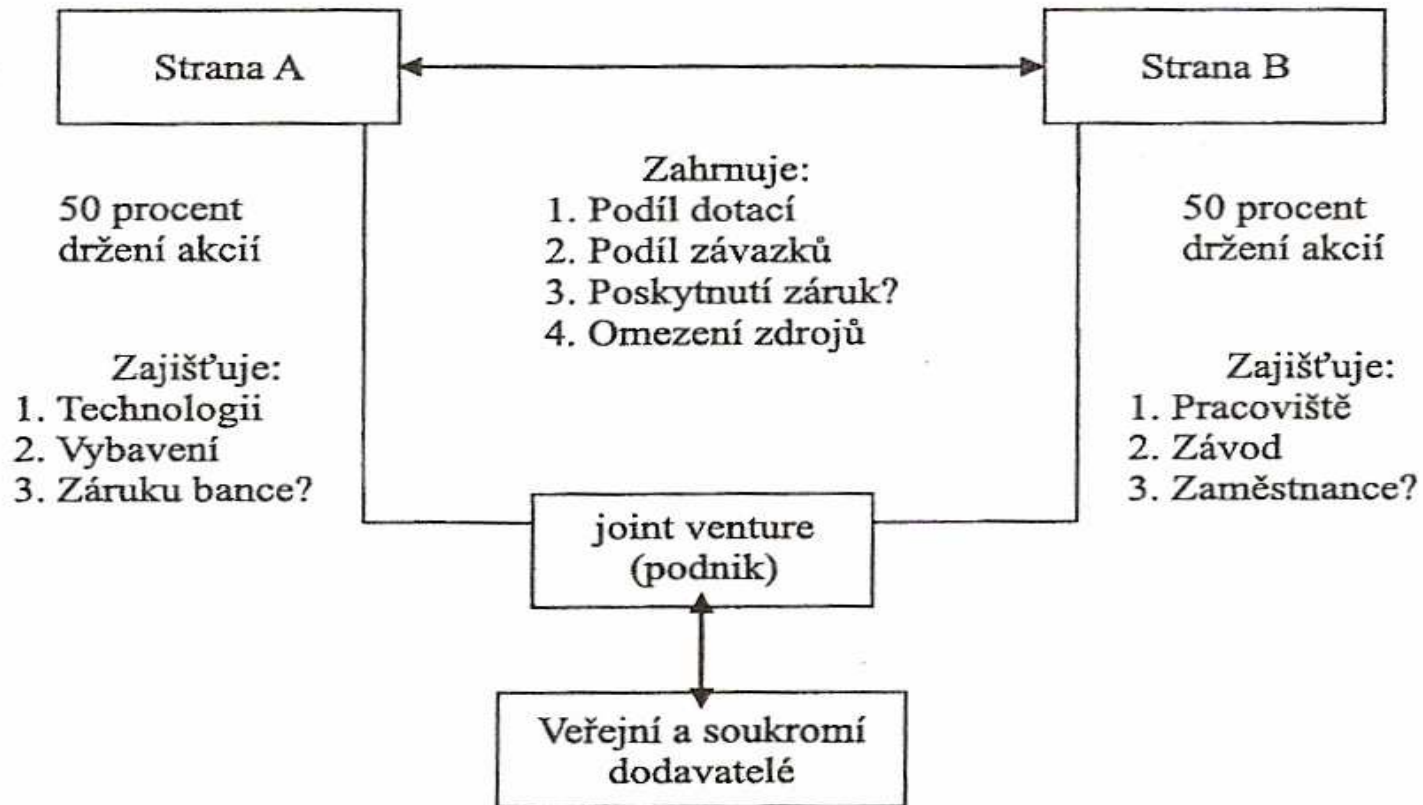 Strana A
Strana B
50 procent
držení akcií
Zahrnuje:
1. Podíl dotací
2. Podíl závazků
3. Poskytnutí záruk?
4. Omezení zdrojů
50 procent
držení akcií
Zajišťuje:
1. Technologii
2. Vybavení
3. Záruku bance?
Zajišťuje:
1. Pracoviště
2. Závod
3. Zaměstnance?
joint venture
(podnik)
Veřejní a soukromí
dodavatelé